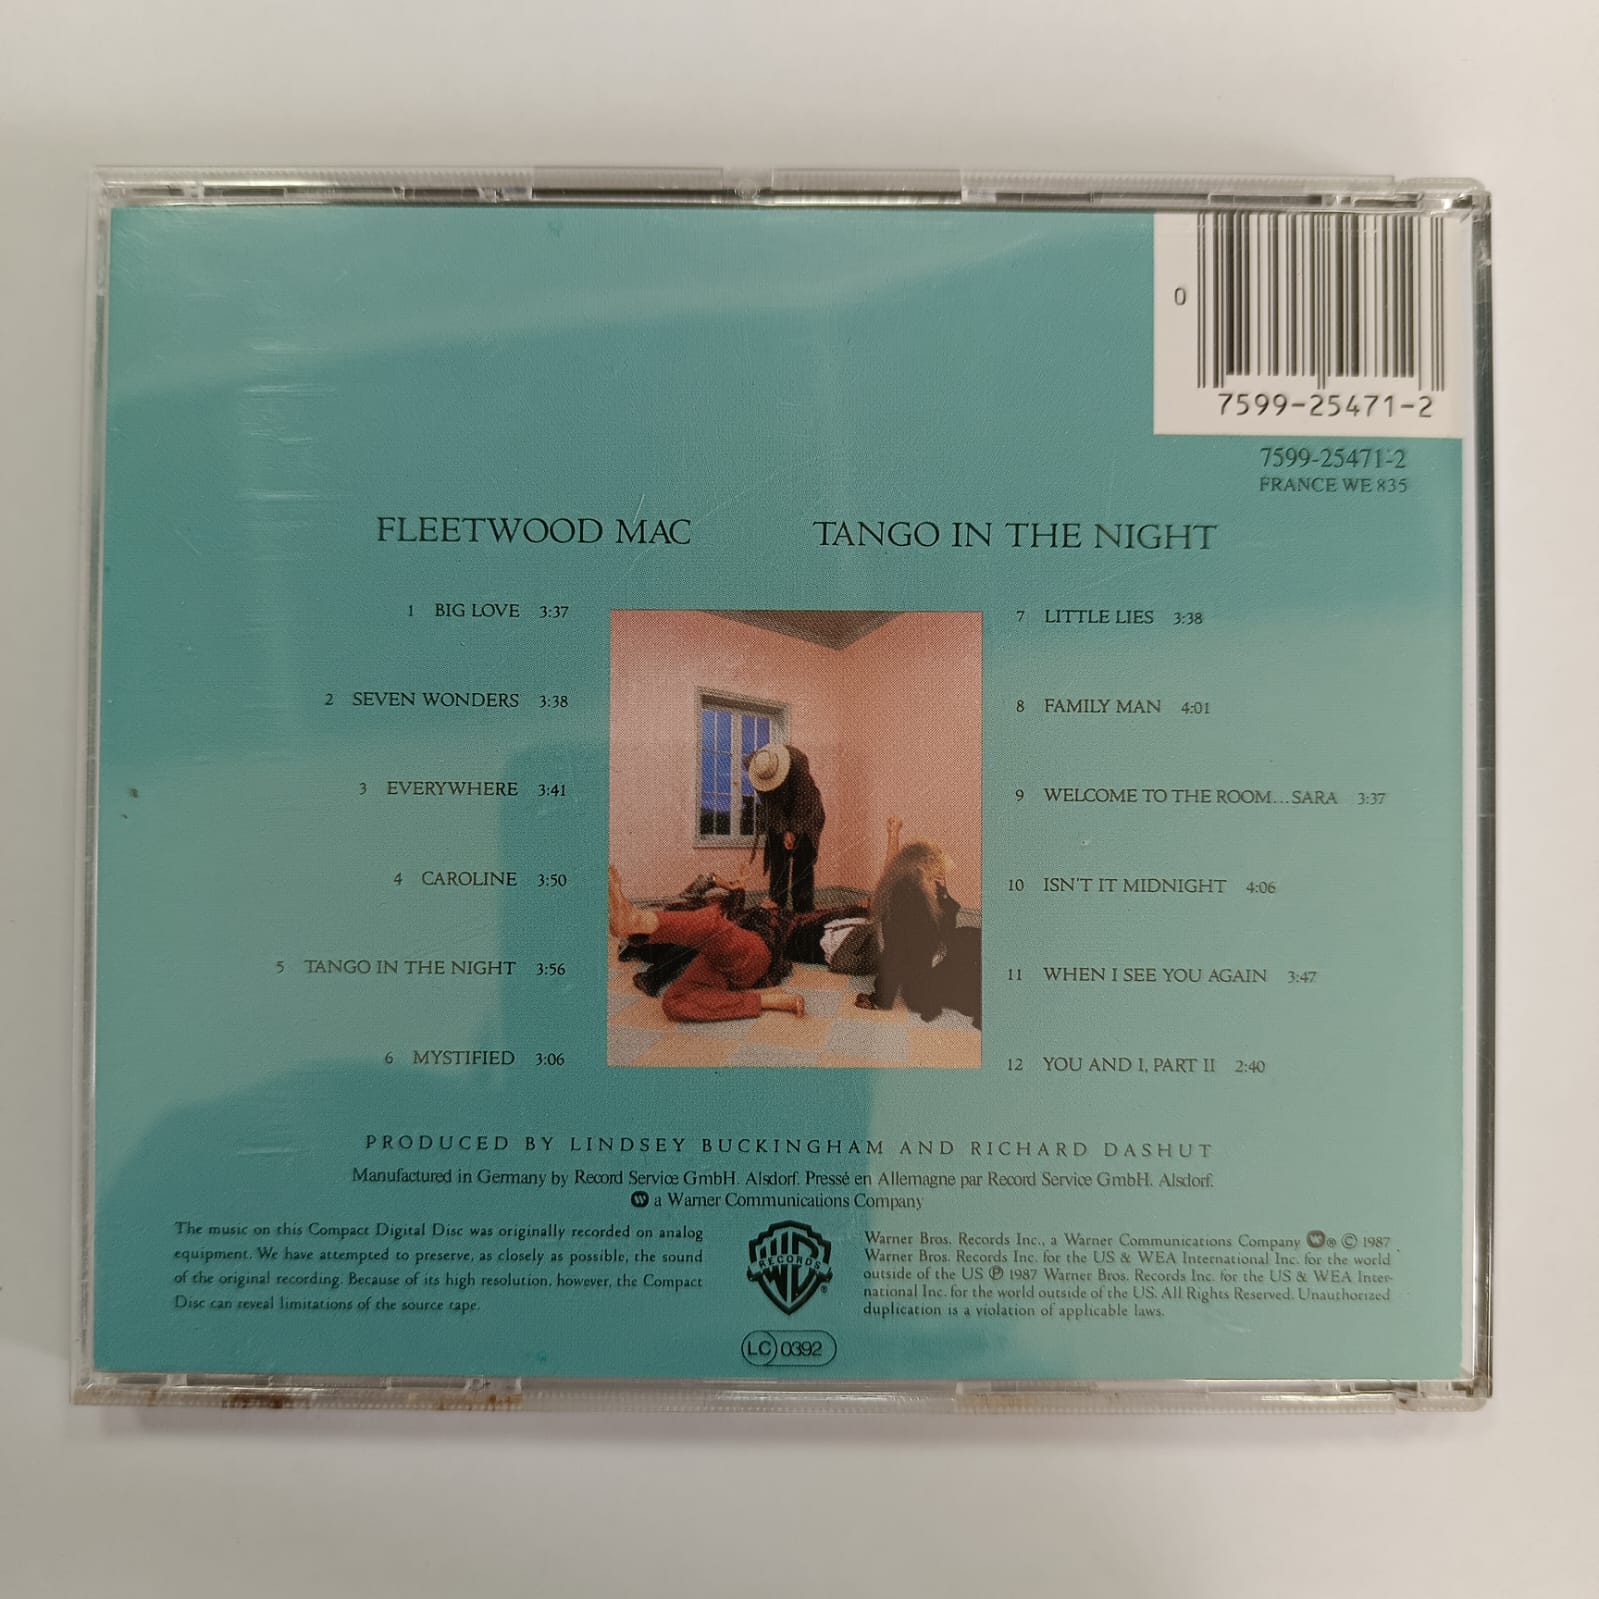 0
7599-25471-2
7599-25471-2
FRANCE WE 835
FLEETWOOD MAC
TANGO IN THE NIGHT
1 BIG LOVE 3:37
2 SEVEN WONDERS 3:38
3 EVERYWHERE 3:41
4 CAROLINE 3:50
5 TANGO IN THE NIGHT 3:56
6 MYSTIFIED 3:06
7 LITTLE LIES 3:38
8 FAMILY MAN 4:01
9 WELCOME TO THE ROOM...SARA 3:37
10 ISN'T IT MIDNIGHT 4:06
11 WHEN I SEE YOU AGAIN 3:47
12 YOU AND I, PART II 2:40
PRODUCED BY LINDSEY BUCKINGHAM AND RICHARD DASHUT
Manufactured in Germany by Record Service GmbH. Alsdorf. Pressé en Allemagne par Record Service GmbH. Alsdorf.
a Warner Communications Company
The music on this Compact Digital Disc was originally recorded on analog
equipment. We have attempted to preserve, as closely as possible, the sound
of the original recording. Because of its high resolution, however, the Compact
Disc can reveal limitations of the source tape.
WB
RECORDS
®
Warner Bros. Records Inc., a Warner Communications Company ® © 1987
Warner Bros. Records Inc. for the US & WEA International Inc. for the world
outside of the US ℗ 1987 Warner Bros. Records Inc. for the US & WEA Inter-
national Inc. for the world outside of the US. All Rights Reserved. Unauthorized
duplication is a violation of applicable laws.
LC 0392